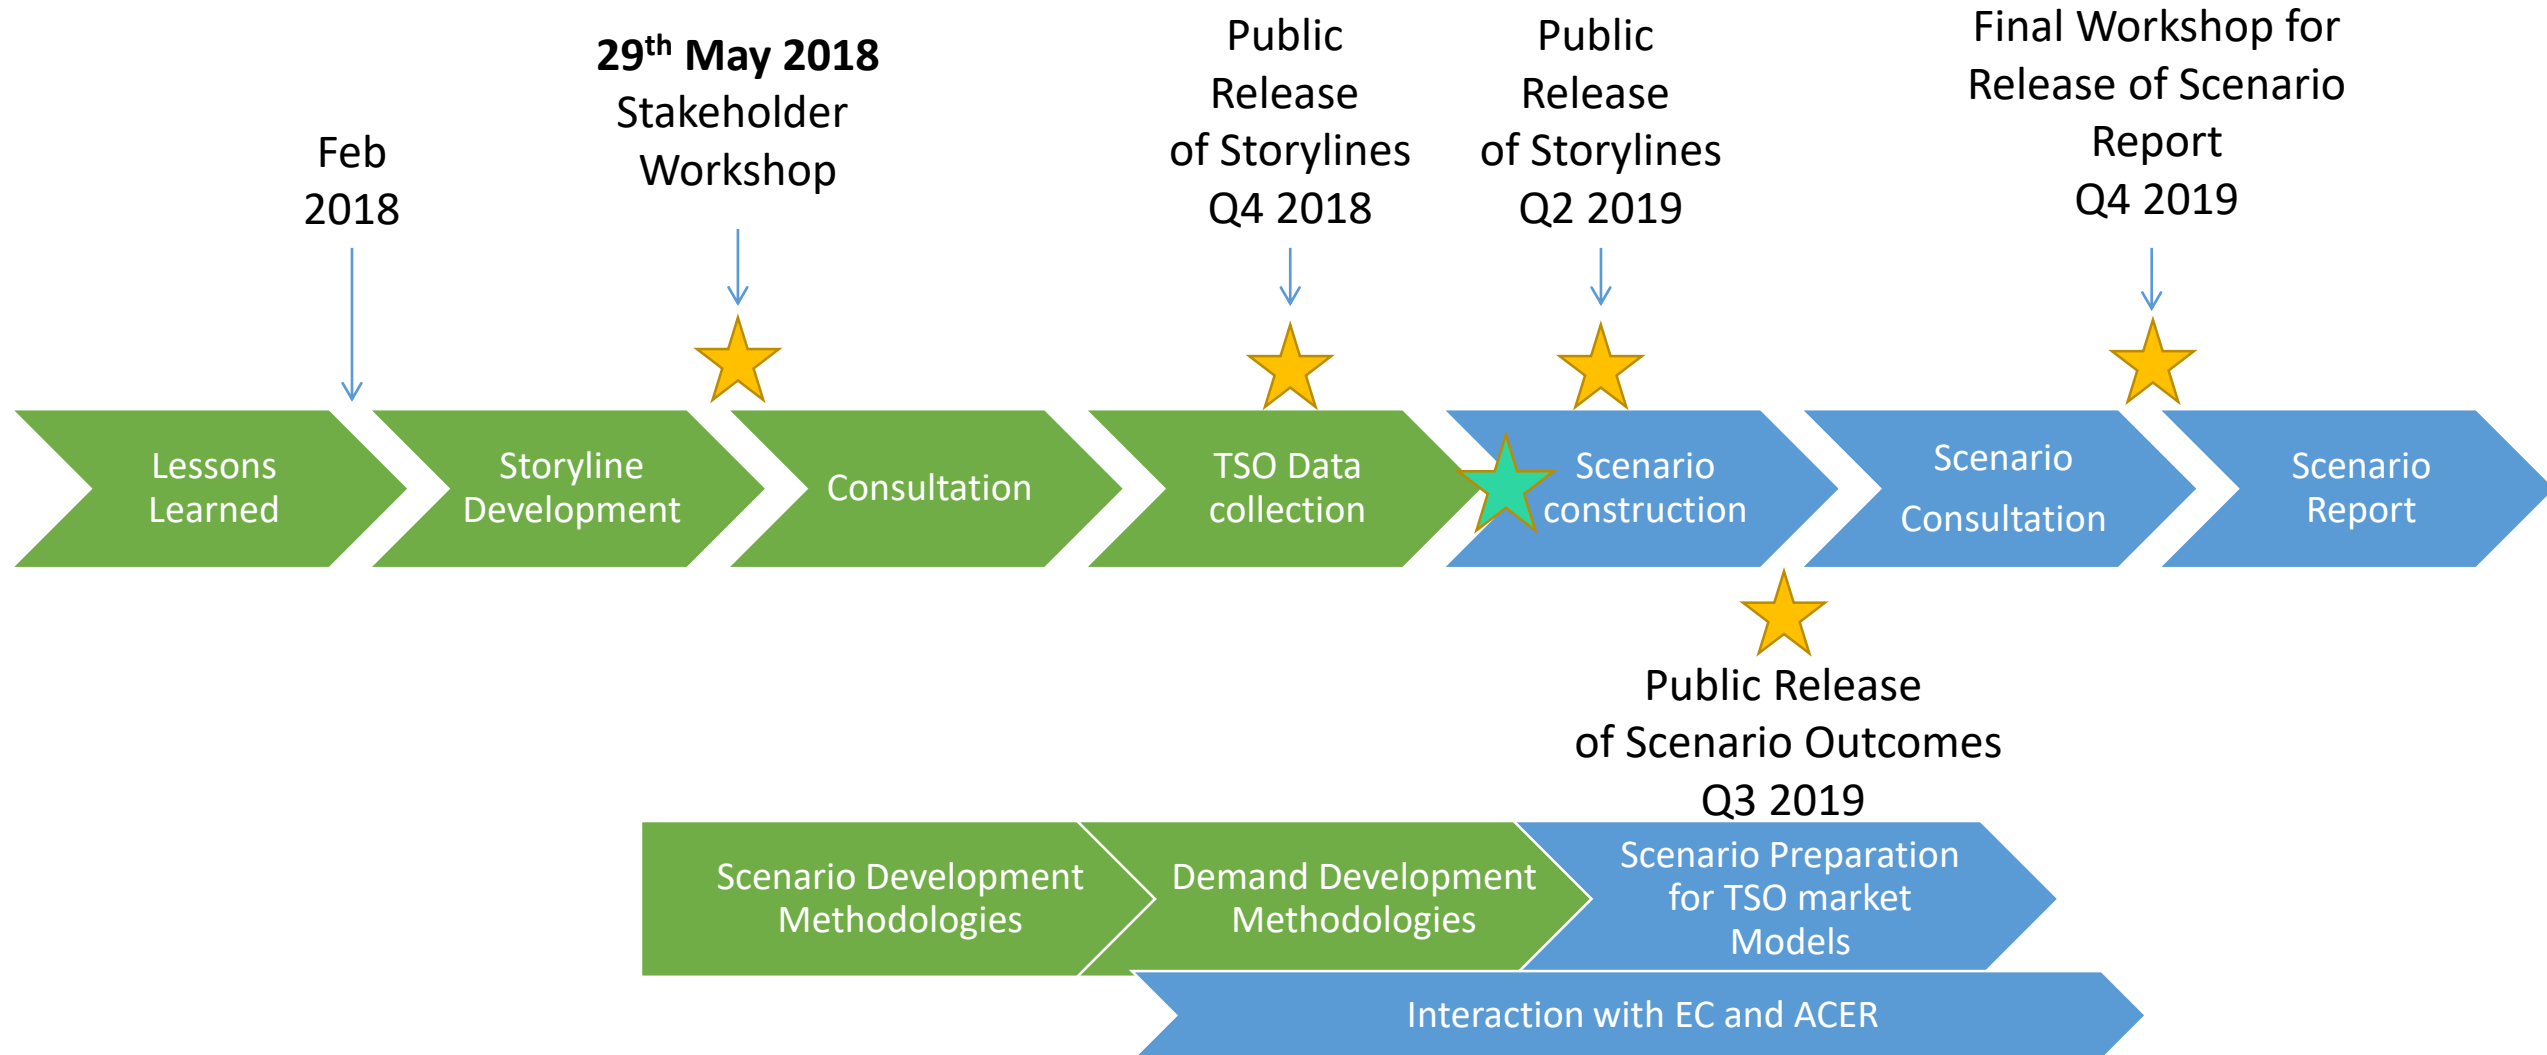 Feb
2018
29th May 2018
Stakeholder
Workshop
Public
Release
of Storylines
Q4 2018
Public
Release
of Storylines
Q2 2019
Final Workshop for
Release of Scenario
Report
Q4 2019
Lessons
Learned
Storyline
Development
Consultation
TSO Data
collection
Scenario
construction
Scenario
Consultation
Scenario
Report
Public Release
of Scenario Outcomes
Q3 2019
Scenario Development
Methodologies
Demand Development
Methodologies
Scenario Preparation
for TSO market
Models
Interaction with EC and ACER